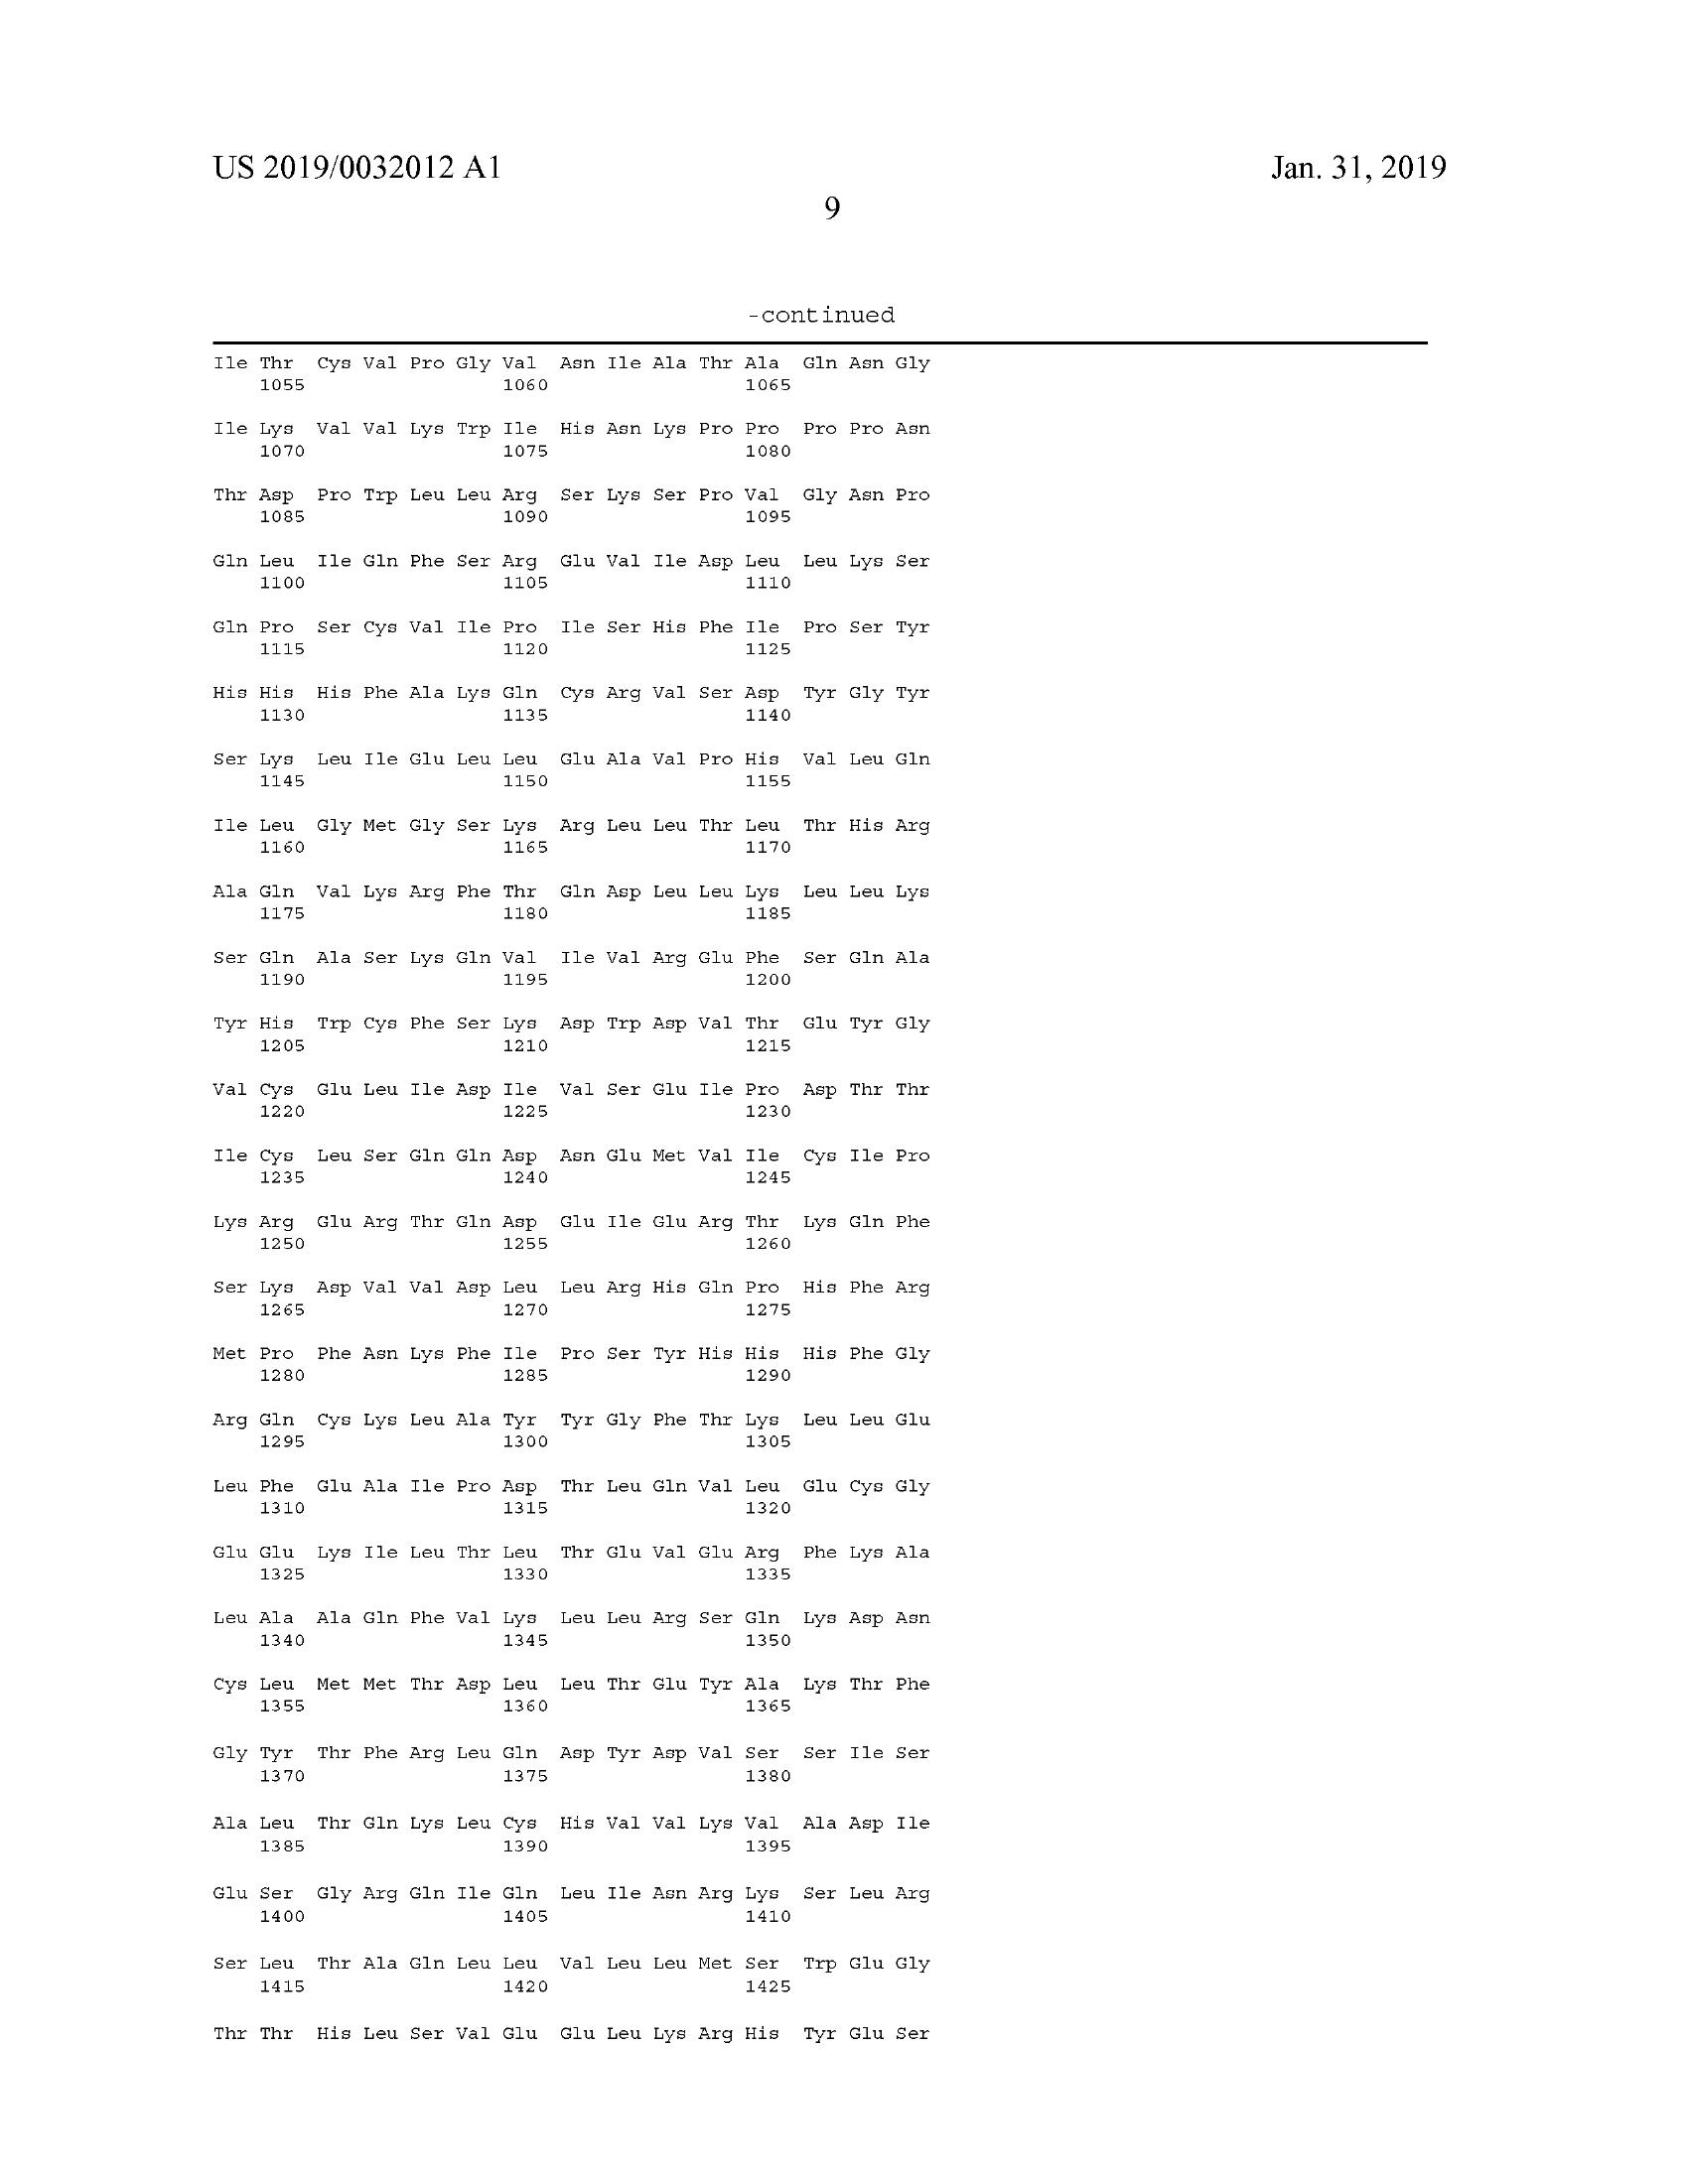 US 2019/0032012 A1
Jan. 31, 2019
9
-continued
Ile Thr Cys Val Pro Gly Val Asn Ile Ala Thr Ala Gln Asn Gly
1055 1060 1065
Ile Lys Val Val Lys Trp Ile His Asn Lys Pro Pro Pro Pro Asn
1070 1075 1080
Thr Asp Pro Trp Leu Leu Arg Ser Lys Ser Pro Val Gly Asn Pro
1085 1090 1095
Gln Leu Ile Gln Phe Ser Arg Glu Val Ile Asp Leu Leu Lys Ser
1100 1105 1110
Gln Pro Ser Cys Val Ile Pro Ile Ser His Phe Ile Pro Ser Tyr
1115 1120 1125
His His His Phe Ala Lys Gln Cys Arg Val Ser Asp Tyr Gly Tyr
1130 1135 1140
Ser Lys Leu Ile Glu Leu Leu Glu Ala Val Pro His Val Leu Gln
1145 1150 1155
Ile Leu Gly Met Gly Ser Lys Arg Leu Leu Thr Leu Thr His Arg
1160 1165 1170
Ala Gln Val Lys Arg Phe Thr Gln Asp Leu Leu Lys Leu Leu Lys
1175 1180 1185
Ser Gln Ala Ser Lys Gln Val Ile Val Arg Glu Phe Ser Gln Ala
1190 1195 1200
Tyr His Trp Cys Phe Ser Lys Asp Trp Asp Val Thr Glu Tyr Gly
1205 1210 1215
Val Cys Glu Leu Ile Asp Ile Val Ser Glu Ile Pro Asp Thr Thr
1220 1225 1230
Ile Cys Leu Ser Gln Gln Asp Asn Glu Met Val Ile Cys Ile Pro
1235 1240 1245
Lys Arg Glu Arg Thr Gln Asp Glu Ile Glu Arg Thr Lys Gln Phe
1250 1255 1260
Ser Lys Asp Val Val Asp Leu Leu Arg His Gln Pro His Phe Arg
1265 1270 1275
Met Pro Phe Asn Lys Phe Ile Pro Ser Tyr His His His Phe Gly
1280 1285 1290
Arg Gln Cys Lys Leu Ala Tyr Tyr Gly Phe Thr Lys Leu Leu Glu
1295 1300 1305
Leu Phe Glu Ala Ile Pro Asp Thr Leu Gln Val Leu Glu Cys Gly
1310 1315 1320
Glu Glu Lys Ile Leu Thr Leu Thr Glu Val Glu Arg Phe Lys Ala
1325 1330 1335
Leu Ala Ala Gln Phe Val Lys Leu Leu Arg Ser Gln Lys Asp Asn
1340 1345 1350
Cys Leu Met Met Thr Asp Leu Leu Thr Glu Tyr Ala Lys Thr Phe
1355 1360 1365
Gly Tyr Thr Phe Arg Leu Gln Asp Tyr Asp Val Ser Ser Ile Ser
1370 1375 1380
Ala Leu Thr Gln Lys Leu Cys His Val Val Lys Val Ala Asp Ile
1385 1390 1395
Glu Ser Gly Arg Gln Ile Gln Leu Ile Asn Arg Lys Ser Leu Arg
1400 1405 1410
Ser Leu Thr Ala Gln Leu Leu Val Leu Leu Met Ser Trp Glu Gly
1415 1420 1425
Thr Thr His Leu Ser Val Glu Glu Leu Lys Arg His Tyr Glu Ser